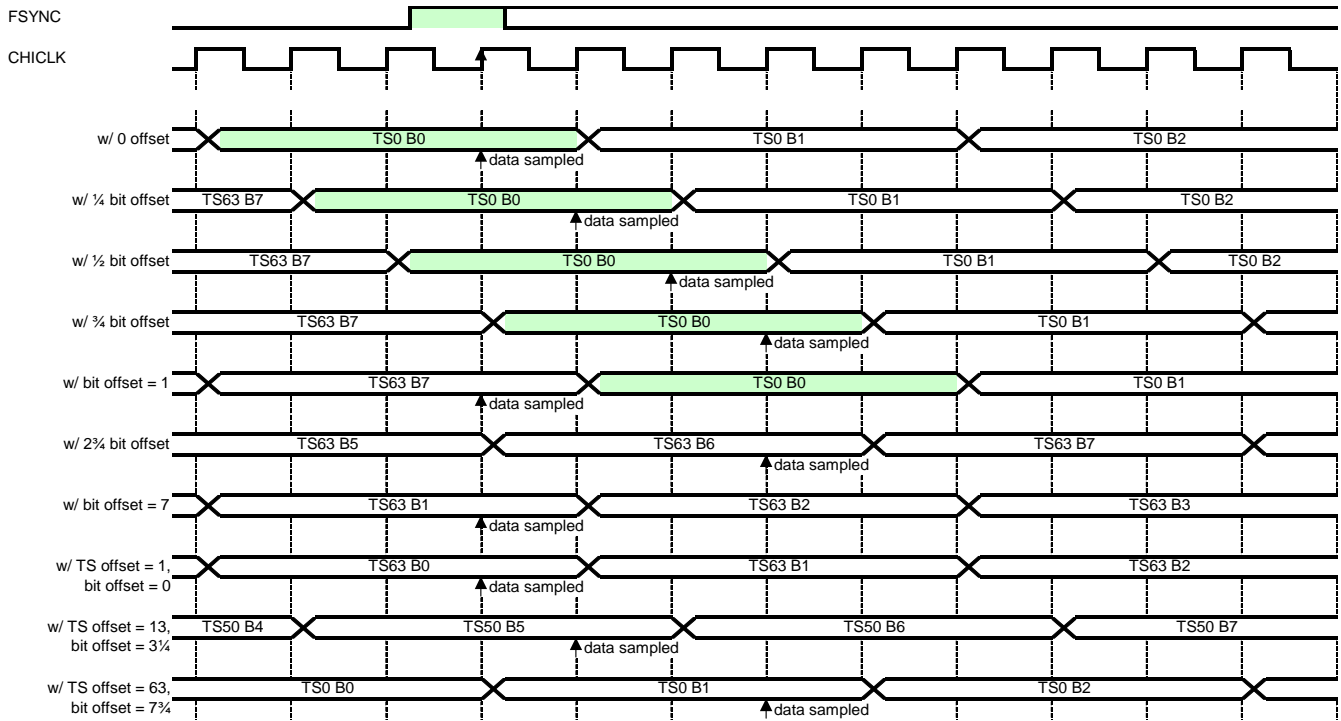 FSYNC
CHICLK
w/ 0 offset TS0 B0 TS0 B1 TS0 B2
data sampled
w/ ¼ bit offset TS63 B7 TS0 B0 TS0 B1 TS0 B2
data sampled
w/ ½ bit offset TS63 B7 TS0 B0 TS0 B1 TS0 B2
data sampled
w/ ¾ bit offset TS63 B7 TS0 B0 TS0 B1
data sampled
w/ bit offset = 1 TS63 B7 TS0 B0 TS0 B1
data sampled
w/ 2¾ bit offset TS63 B5 TS63 B6 TS63 B7
data sampled
w/ bit offset = 7 TS63 B1 TS63 B2 TS63 B3
data sampled
w/ TS offset = 1, TS63 B0 TS63 B1 TS63 B2
bit offset = 0 data sampled
w/ TS offset = 13, TS50 B4 TS50 B5 TS50 B6 TS50 B7
bit offset = 3¼ data sampled
w/ TS offset = 63, TS0 B0 TS0 B1 TS0 B2
bit offset = 7¾ data sampled